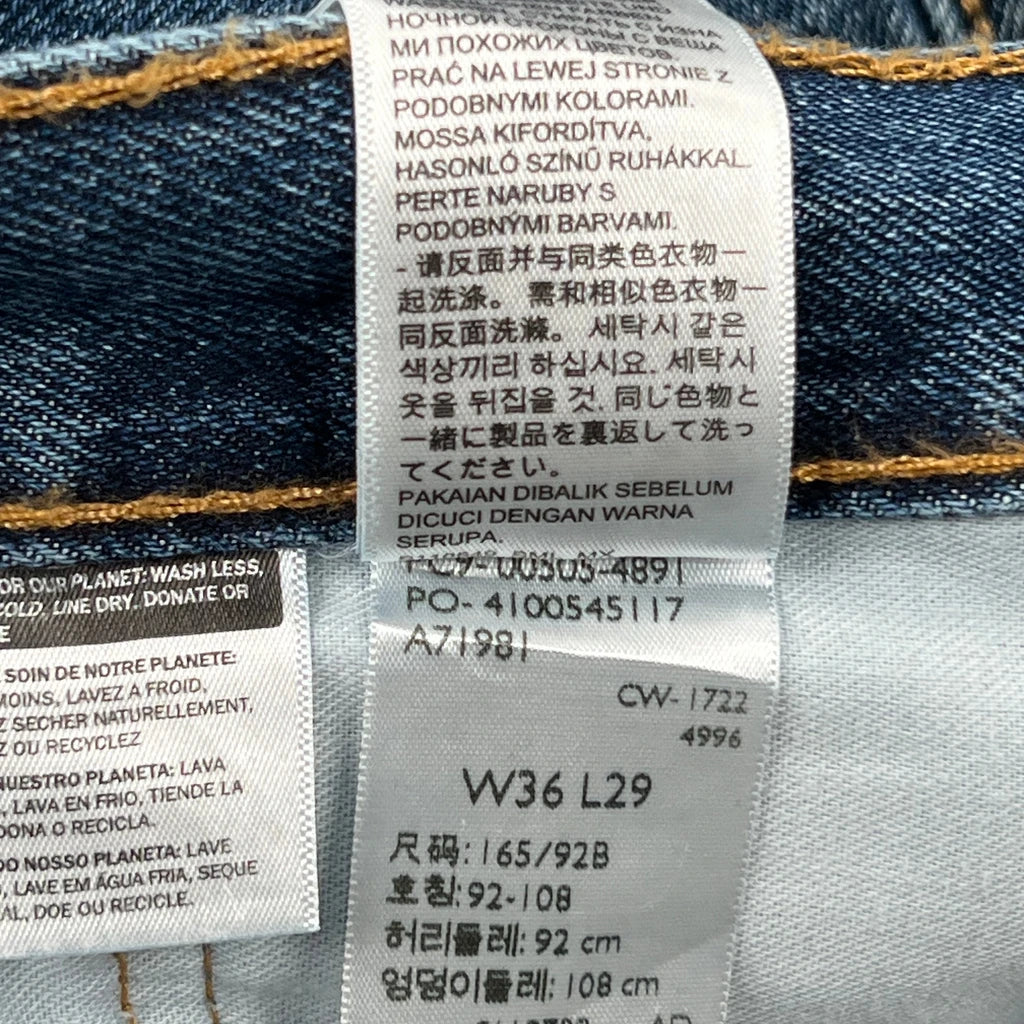 НОЧНОЙ СТОРОНЫ С ИЗНА
МИ ПОХОЖИХ ЦВЕТОВ.
PRAĆ NA LEWEJ STRONIE Z
PODOBNYMI KOLORAMI.
MOSSA KIFORDÍTVA,
HASONLÓ SZÍNŰ RUHÁKKAL.
PERTE NARUBY S
PODOBNÝMI BARVAMI.
- 请反面并与同类色衣物一
起洗涤。 需和相似色衣物一
同反面洗滌。 세탁시 같은
색상끼리 하십시요. 세탁시
옷을 뒤집을 것. 同じ色物と
一緒に製品を裏返して洗っ
てください。
PAKAIAN DIBALIK SEBELUM
DICUCI DENGAN WARNA
SERUPA.
PC9-00505-4891
PO- 4100545117
A71981
CW- 1722
4996
W36 L29
尺码: 165/92B
호칭: 92-108
허리둘레: 92 cm
엉덩이둘레: 108 cm
OR OUR PLANET: WASH LESS,
COLD, LINE DRY. DONATE OR
E
SOIN DE NOTRE PLANETE:
MOINS, LAVEZ A FROID,
Z SECHER NATURELLEMENT,
Z OU RECYCLEZ
NUESTRO PLANETA: LAVA
, LAVA EN FRIO, TIENDE LA
DONA O RECICLA.
DO NOSSO PLANETA: LAVE
, LAVE EM ÁGUA FRIA, SEQUE
AL, DOE OU RECICLE.